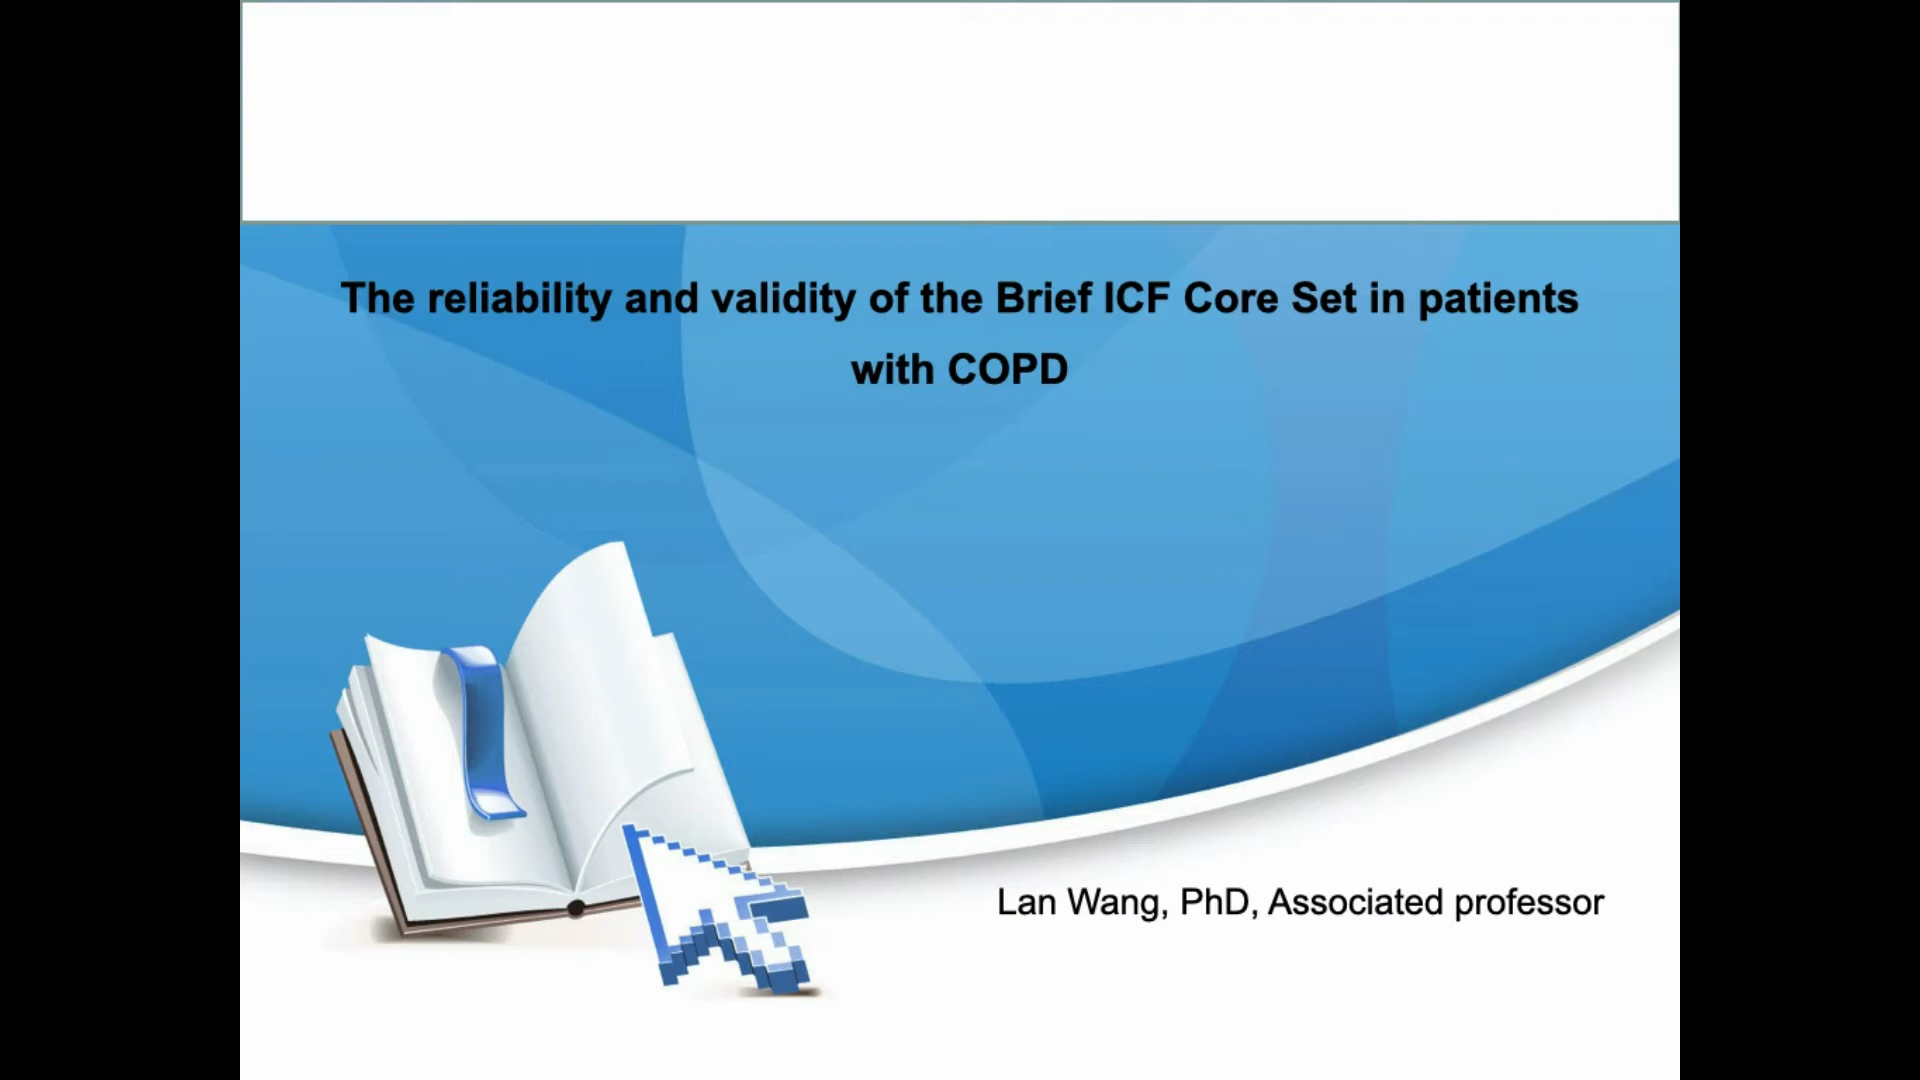 The reliability and validity of the Brief ICF Core Set in patients
with COPD
Lan Wang, PhD, Associated professor